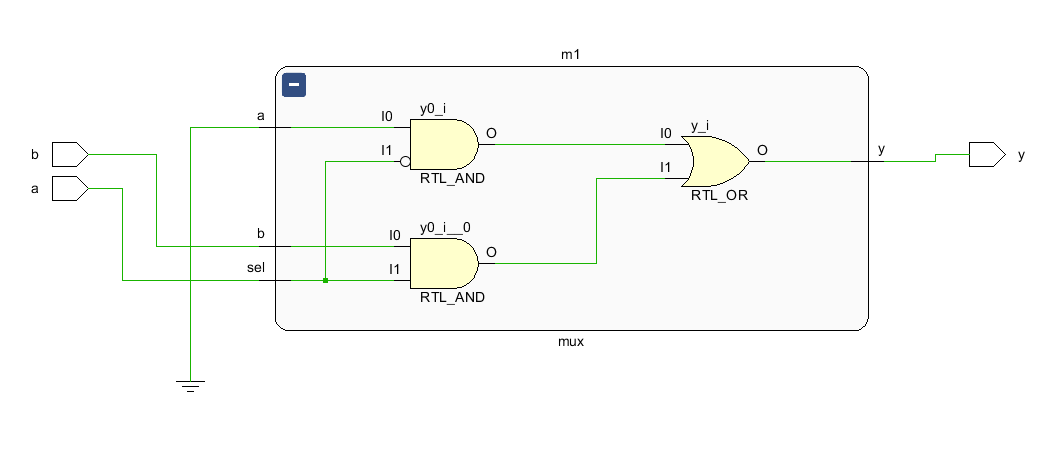 m1
a
I0
y0_i
O
I1
RTL_AND
b
a
I0
y_i
O
I1
RTL_OR
y
y
b
I0
y0_i__0
O
sel
I1
RTL_AND
mux